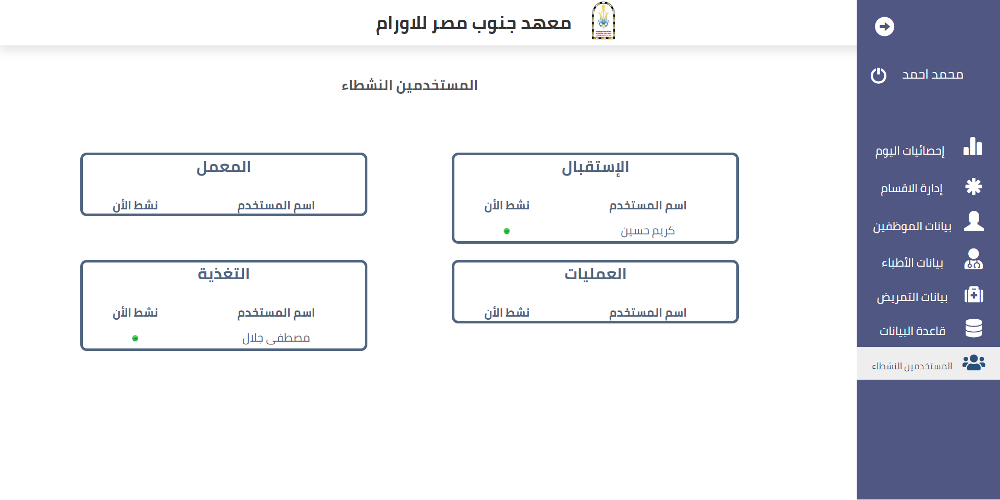 معهد جنوب مصر للاورام
محمد احمد
إحصائيات اليوم
إدارة الاقسام
بيانات الموظفين
بيانات الأطباء
بيانات التمريض
قاعدة البيانات
المستخدمين النشطاء
المستخدمين النشطاء
الإستقبال
اسم المستخدم نشط الأن
كريم حسين
المعمل
اسم المستخدم نشط الأن
العمليات
اسم المستخدم نشط الأن
التغذية
اسم المستخدم نشط الأن
مصطفى جلال